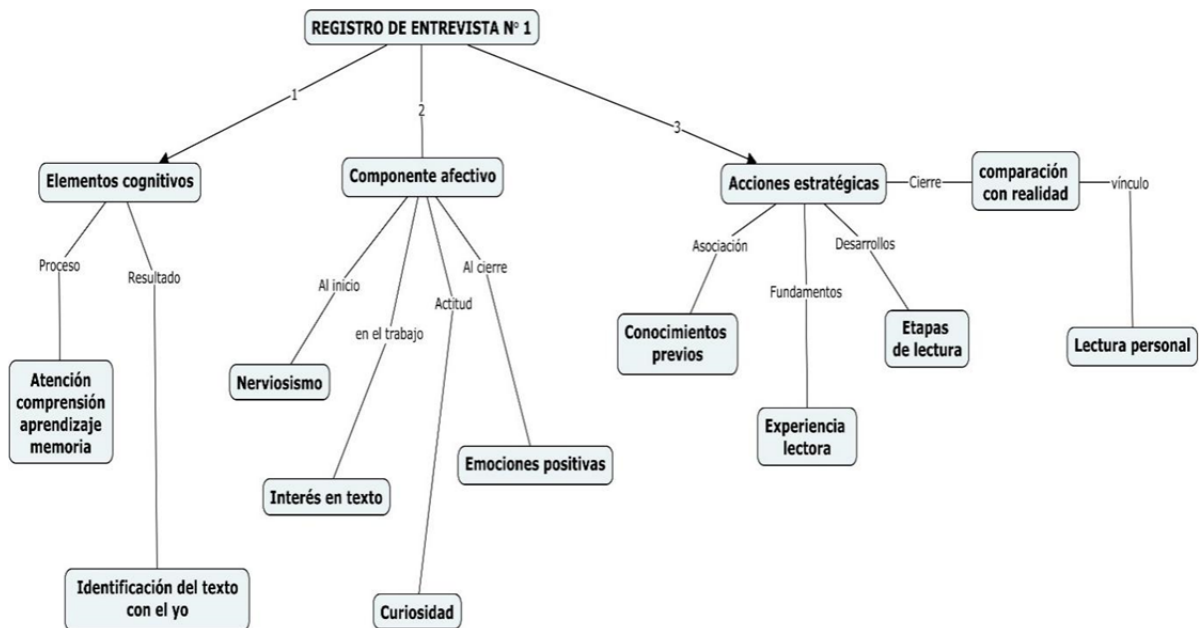 REGISTRO DE ENTREVISTA N° 1
1
2
3
Elementos cognitivos
Componente afectivo
Acciones estratégicas
Cierre
comparación
con realidad
vínculo
Proceso
Resultado
Al inicio
en el trabajo
Actitud
Al cierre
Asociación
Fundamentos
Desarrollos
Atención
comprensión
aprendizaje
memoria
Identificación del texto
con el yo
Nerviosismo
Interés en texto
Curiosidad
Emociones positivas
Conocimientos
previos
Experiencia
lectora
Etapas
de lectura
Lectura personal